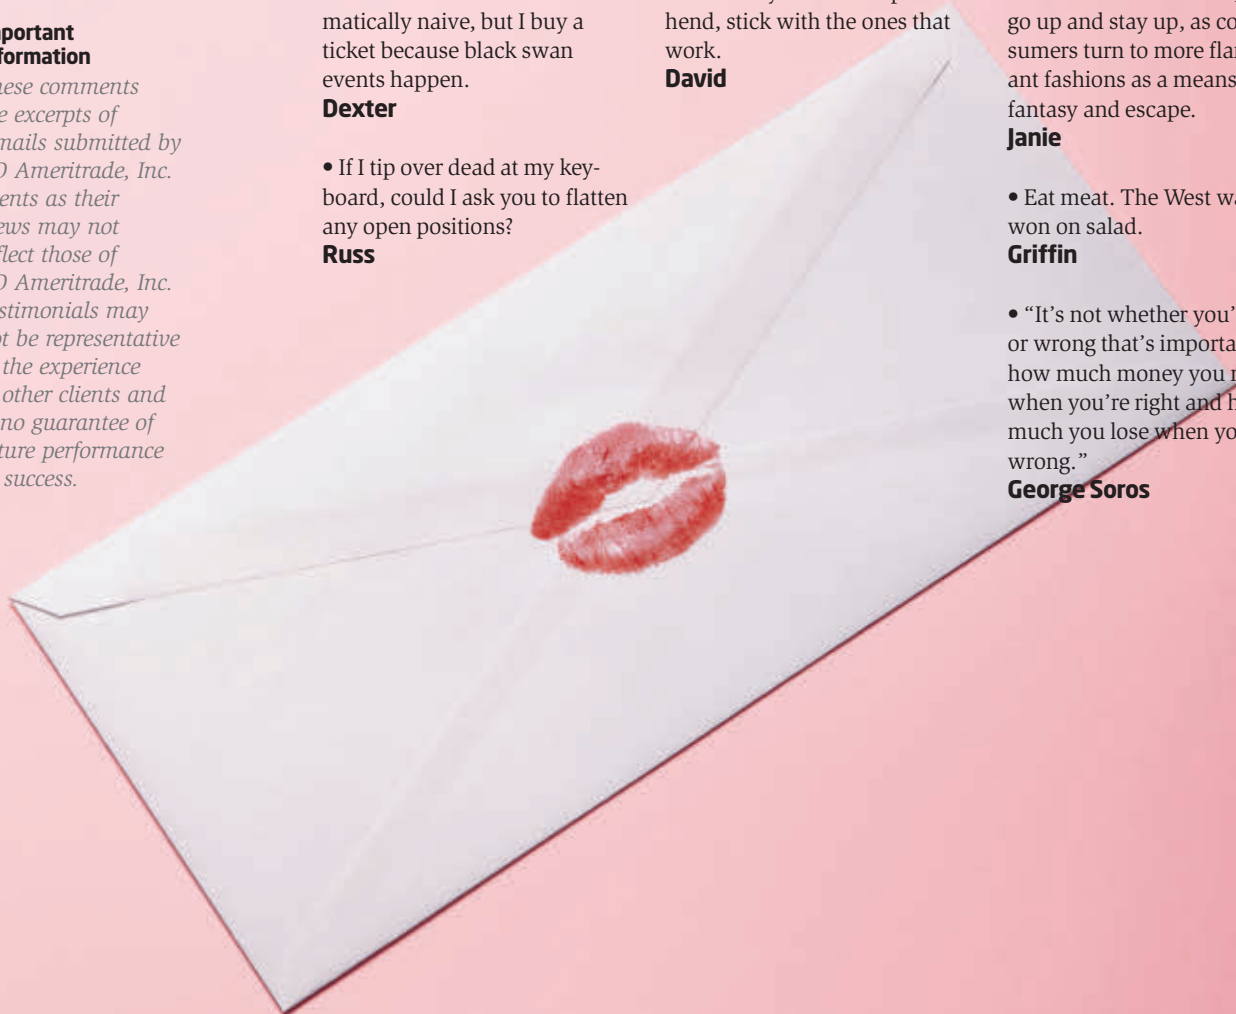 portant
formation
hese comments
e excerpts of
mails submitted by
D Ameritrade, Inc.
ents as their
ews may not
flect those of
D Ameritrade, Inc.
stimonials may
ot be representative
the experience
other clients and
no guarantee of
ture performance
success.
matically naive, but I buy a
ticket because black swan
events happen.
Dexter
• If I tip over dead at my key-
board, could I ask you to flatten
any open positions?
Russ
hend, stick with the ones that
work.
David
go up and stay up, as co
sumers turn to more flam
ant fashions as a means
fantasy and escape.
Janie
• Eat meat. The West wa
won on salad.
Griffin
• “It’s not whether you’
or wrong that’s importa
how much money you m
when you’re right and h
much you lose when yo
wrong.”
George Soros